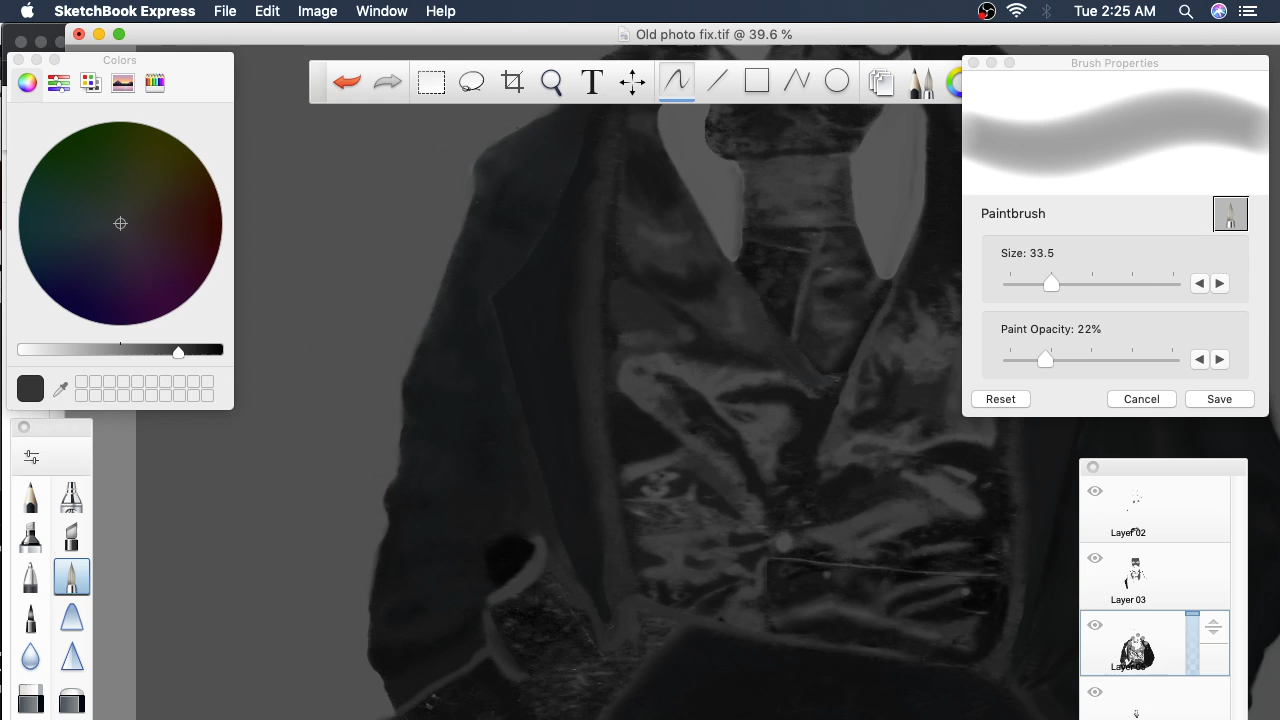 SketchBook Express File Edit Image Window Help Tue 2:25 AM
Old photo fix.tif @ 39.6 %
Colors
T
Brush Properties
Paintbrush
Size: 33.5
Paint Opacity: 22%
Reset Cancel Save
Layer 02
Layer 03